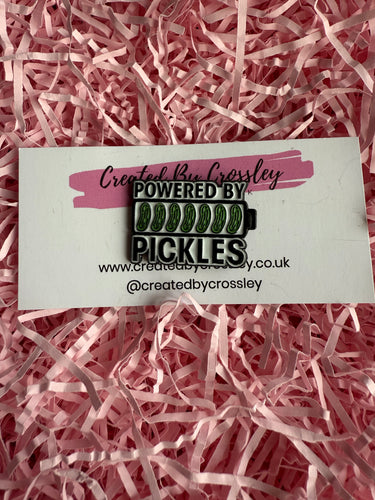 Created By Crossley
POWERED BY
PICKLES
www.createdbycrossley.co.uk
@createdbycrossley